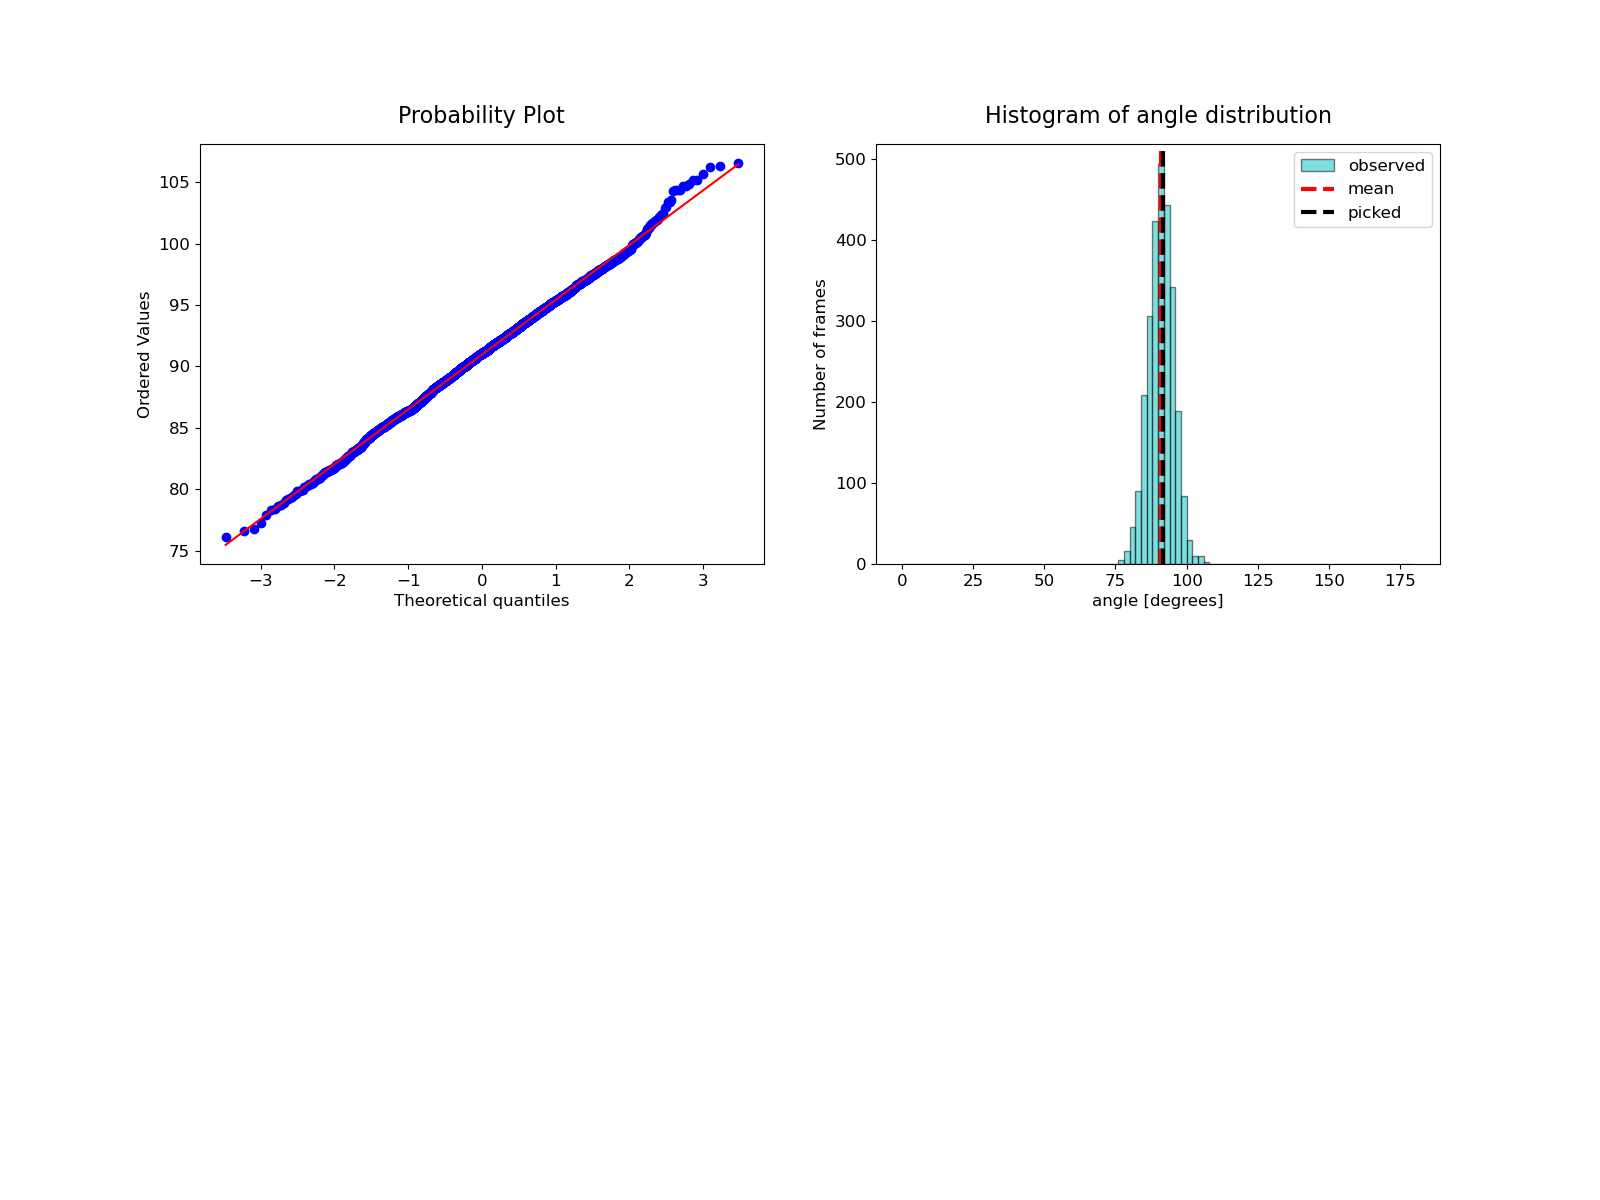 Probability Plot
105
100
95
90
85
80
75
Ordered Values
−3 −2 −1 0 1 2 3
Theoretical quantiles
Histogram of angle distribution
500
400
300
200
100
0
Number of frames
observed
mean
picked
0 25 50 75 100 125 150 175
angle [degrees]